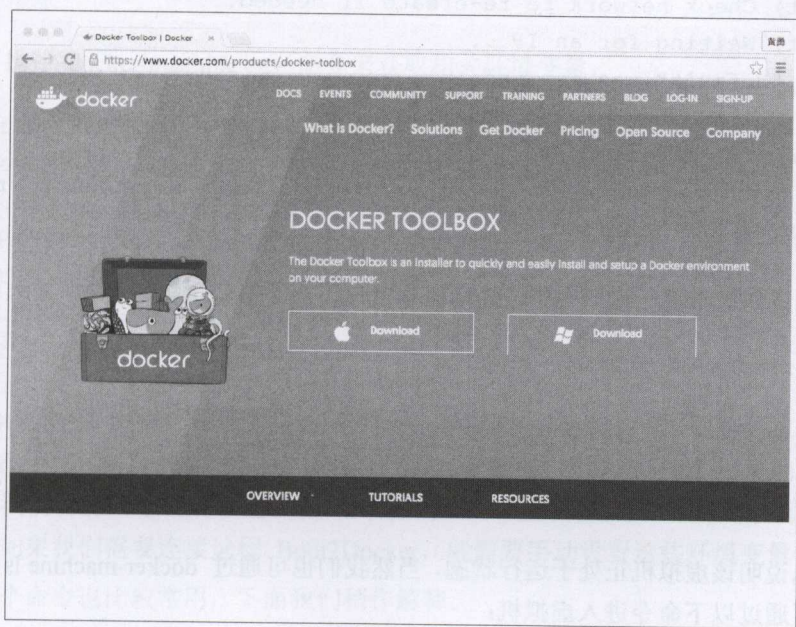 Docker Toolbox | Docker
https://www.docker.com/products/docker-toolbox
docker
DOCS EVENTS COMMUNITY SUPPORT TRAINING PARTNERS BLOG LOG-IN SIGN-UP
What is Docker? Solutions Get Docker Pricing Open Source Company
DOCKER TOOLBOX
The Docker Toolbox is an installer to quickly and easily install and setup a Docker environment
on your computer.
Download
Download
docker
OVERVIEW TUTORIALS RESOURCES